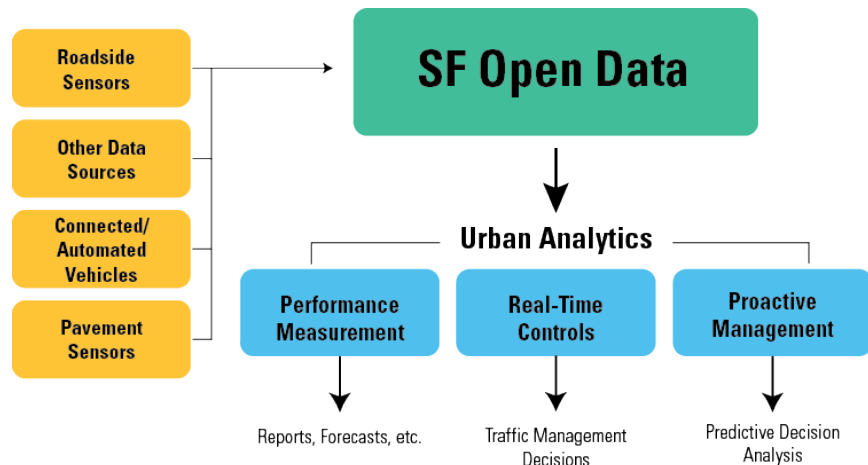 Roadside
Sensors
Other Data
Sources
Connected/
Automated
Vehicles
Pavement
Sensors
SF Open Data
Urban Analytics
Performance
Measurement
Real-Time
Controls
Proactive
Management
Reports, Forecasts, etc.
Traffic Management
Decisions
Predictive Decision
Analysis